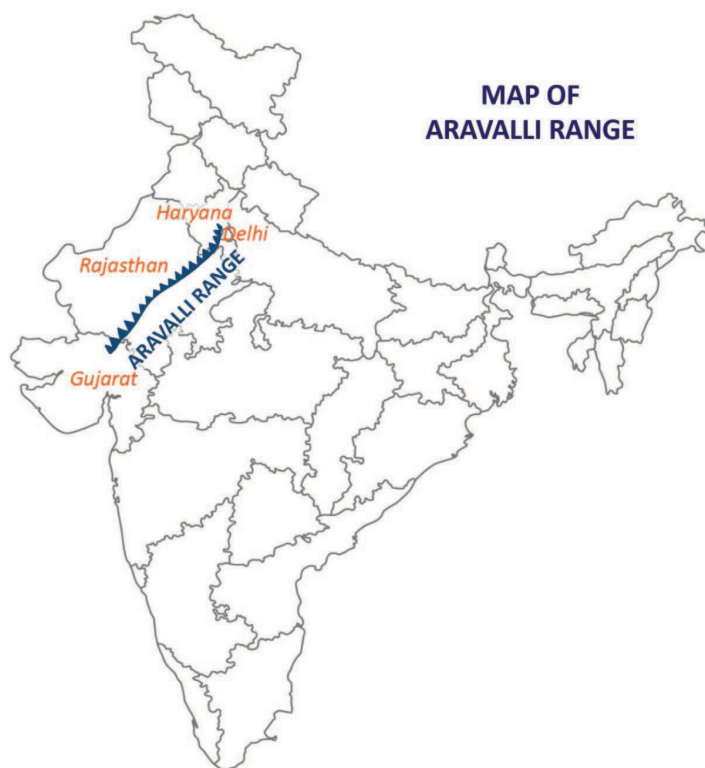 MAP OF
ARAVALLI RANGE
Haryana
Delhi
Rajasthan
ARAVALLI RANGE
Gujarat